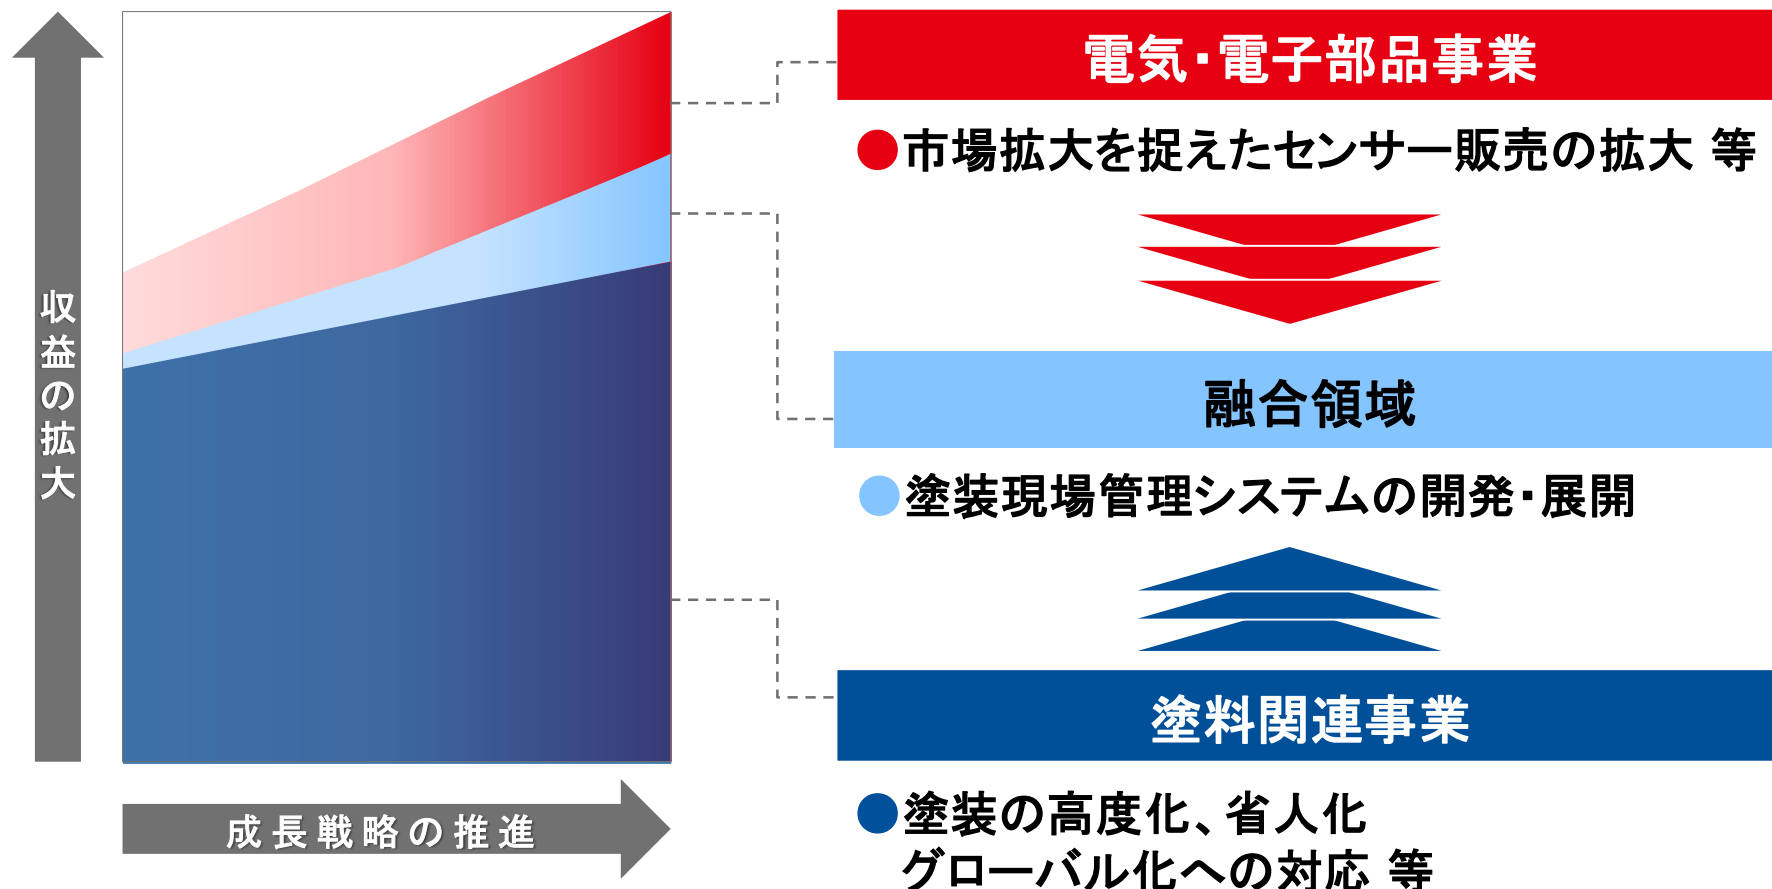 収益の拡大
成長戦略の推進
電気・電子部品事業
●市場拡大を捉えたセンサー販売の拡大 等
融合領域
●塗装現場管理システムの開発・展開
塗料関連事業
●塗装の高度化、省人化
グローバル化への対応 等